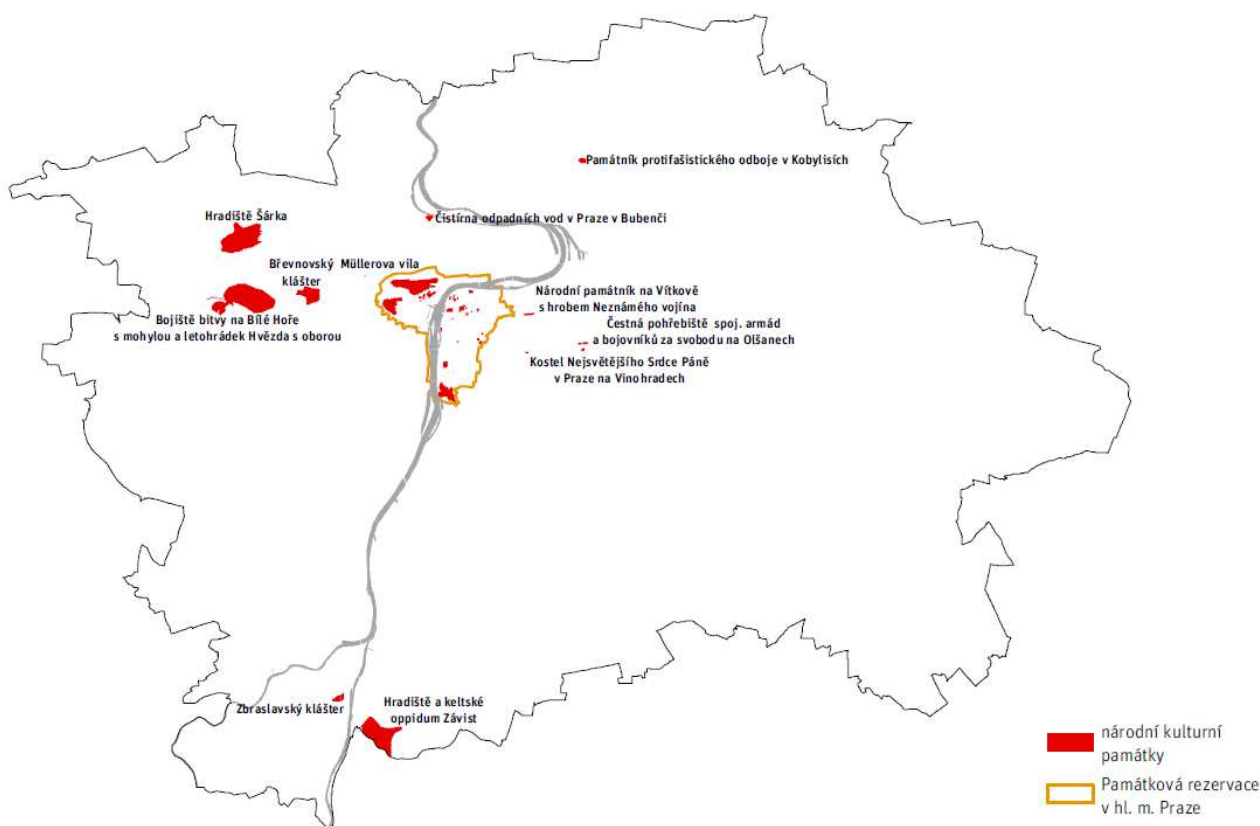 Památník protifašistického odboje v Kobylisích
Hradiště Šárka
Čistírna odpadních vod v Praze v Bubenči
Břevnovský
klášter
Müllerova vila
Národní památník na Vítkově
s hrobem Neznámého vojína
Bojiště bitvy na Bílé Hoře
s mohylou a letohrádek Hvězda s oborou
Čestná pohřebiště spoj. armád
a bojovníků za svobodu na Olšanech
Kostel Nejsvětějšího Srdce Páně
v Praze na Vinohradech
Zbraslavský klášter
Hradiště a keltské
oppidum Závist
národní kulturní
památky
Památková rezervace
v hl. m. Praze